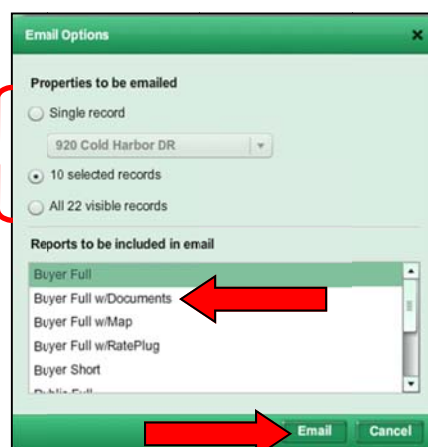 Email Options
Properties to be emailed
Single record
920 Cold Harbor DR
10 selected records
All 22 visible records
Reports to be included in email
Buyer Full
Buyer Full w/Documents
Buyer Full w/Map
Buyer Full w/RatePlug
Buyer Short
Public Full
Email Cancel